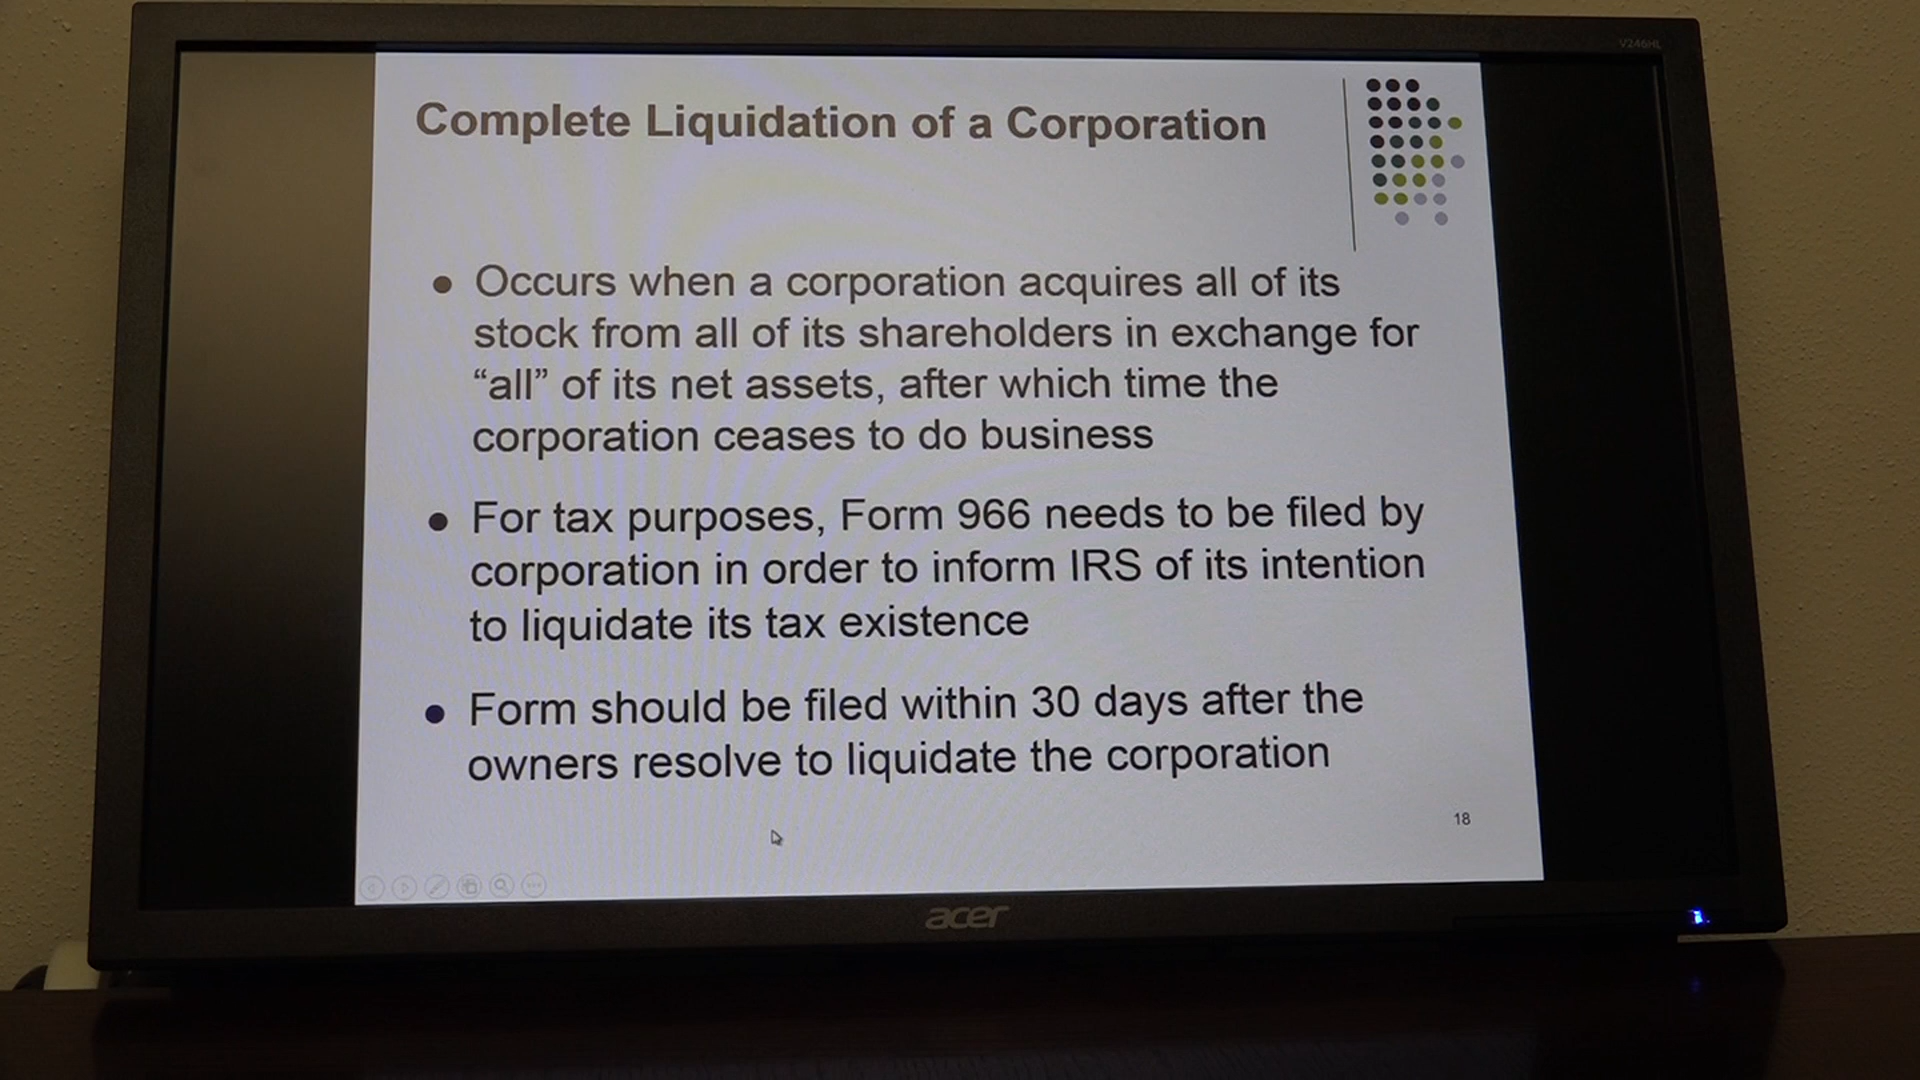 V246HL
Complete Liquidation of a Corporation
• Occurs when a corporation acquires all of its
stock from all of its shareholders in exchange for
“all” of its net assets, after which time the
corporation ceases to do business
• For tax purposes, Form 966 needs to be filed by
corporation in order to inform IRS of its intention
to liquidate its tax existence
• Form should be filed within 30 days after the
owners resolve to liquidate the corporation
18
acer